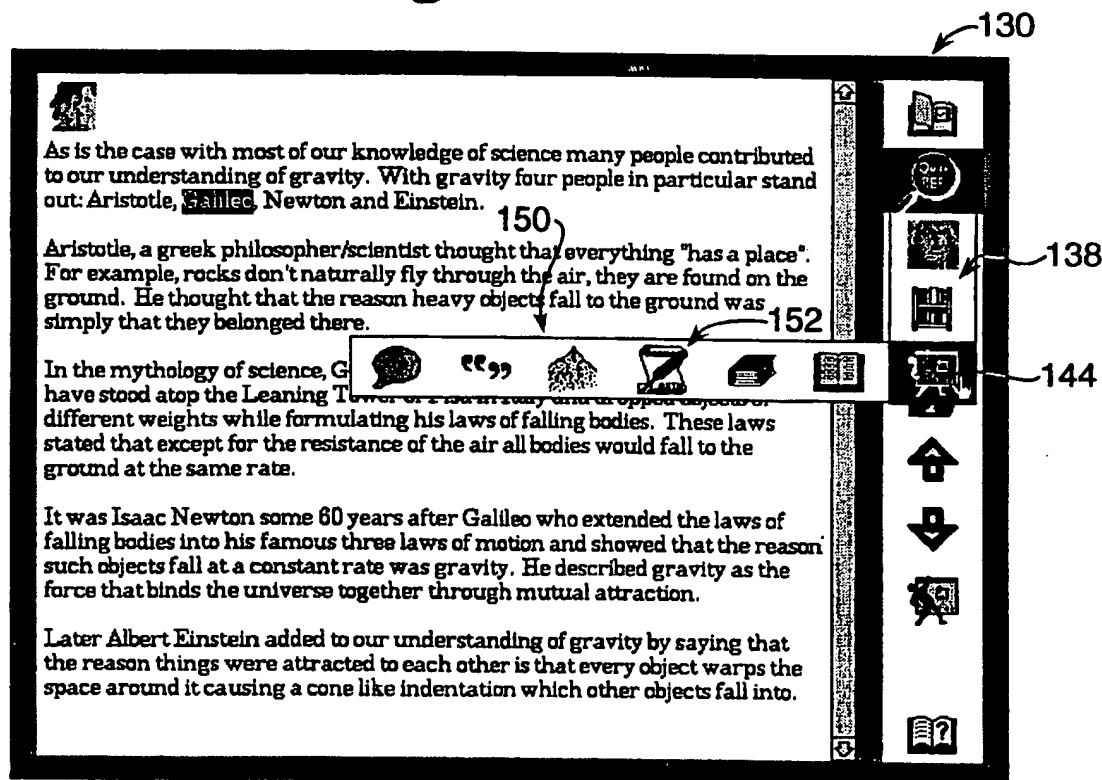 130
As is the case with most of our knowledge of science many people contributed
to our understanding of gravity. With gravity four people in particular stand
out: Aristotle, Galileo, Newton and Einstein.
150
Aristotle, a greek philosopher/scientist thought that everything "has a place".
For example, rocks don't naturally fly through the air, they are found on the
138
ground. He thought that the reason heavy objects fall to the ground was
simply that they belonged there.
152
In the mythology of science, G
144
have stood atop the Leaning Tower of Pisa in Italy and dropped objects of
different weights while formulating his laws of falling bodies. These laws
stated that except for the resistance of the air all bodies would fall to the
ground at the same rate.
It was Isaac Newton some 60 years after Galileo who extended the laws of
falling bodies into his famous three laws of motion and showed that the reason
such objects fall at a constant rate was gravity. He described gravity as the
force that binds the universe together through mutual attraction.
Later Albert Einstein added to our understanding of gravity by saying that
the reason things were attracted to each other is that every object warps the
space around it causing a cone like indentation which other objects fall into.
?